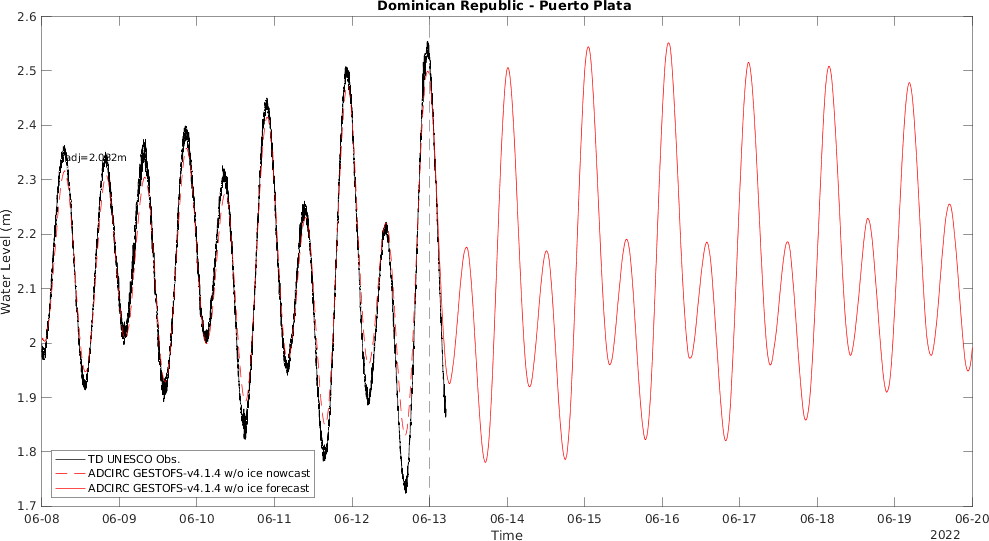 Dominican Republic - Puerto Plata
2.6
2.5
2.4
2.3
2.2
2.1
2
1.9
1.8
1.7
Water Level (m)
adj=2.082m
TD UNESCO Obs.
ADCIRC GESTOFS-v4.1.4 w/o ice nowcast
ADCIRC GESTOFS-v4.1.4 w/o ice forecast
06-08 06-09 06-10 06-11 06-12 06-13 06-14 06-15 06-16 06-17 06-18 06-19 06-20
Time
2022